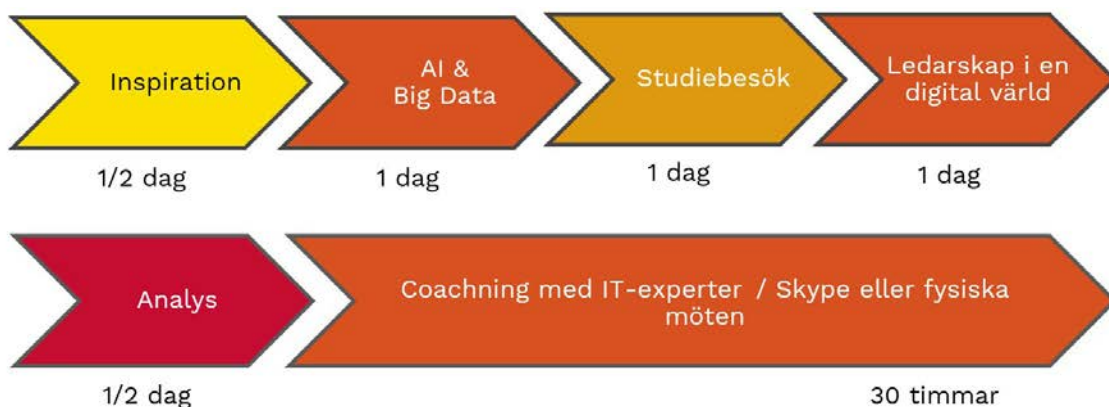 Inspiration
AI &
Big Data
Studiebesök
Ledarskap i en
digital värld
1/2 dag
1 dag
1 dag
1 dag
Analys
Coachning med IT-experter / Skype eller fysiska
möten
1/2 dag
30 timmar